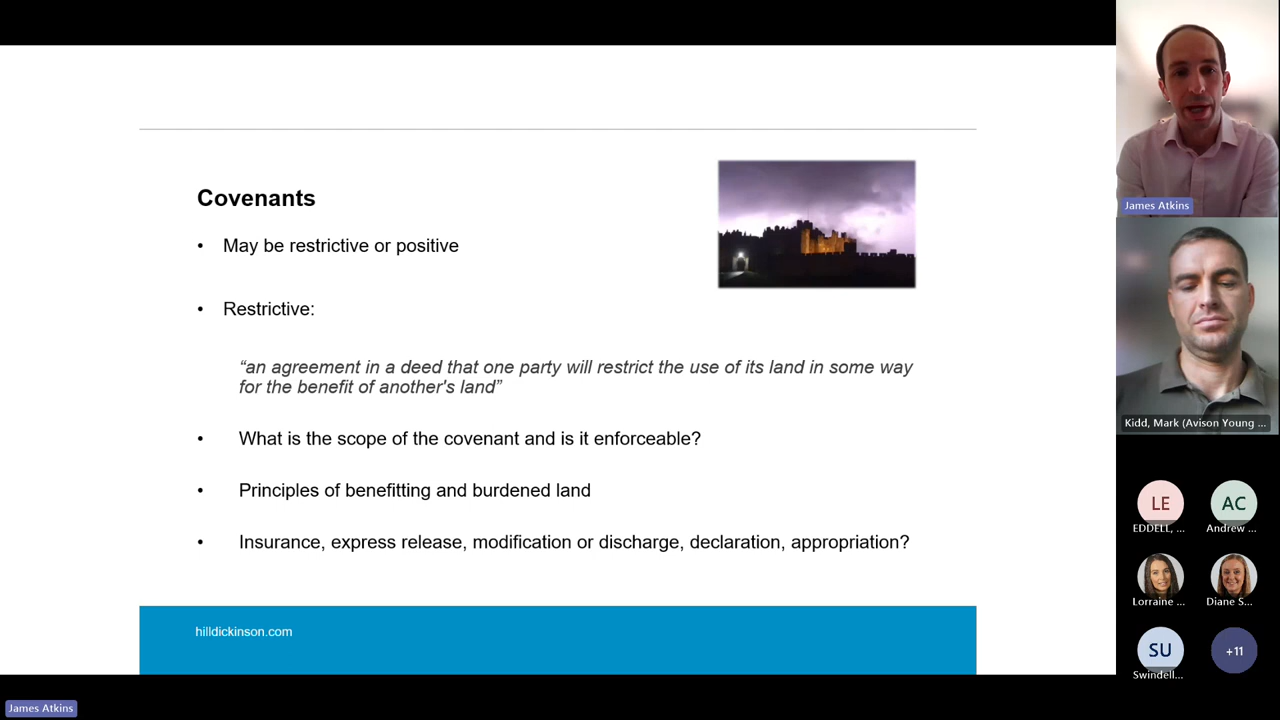 Covenants
• May be restrictive or positive
• Restrictive:
“an agreement in a deed that one party will restrict the use of its land in some way
for the benefit of another's land”
• What is the scope of the covenant and is it enforceable?
• Principles of benefitting and burdened land
• Insurance, express release, modification or discharge, declaration, appropriation?
hilldickinson.com
James Atkins
Kidd, Mark (Avison Young ...
LE
AC
EDDELL, ...
Andrew ...
Lorraine ...
Diane S...
SU
+11
Swindell...
James Atkins